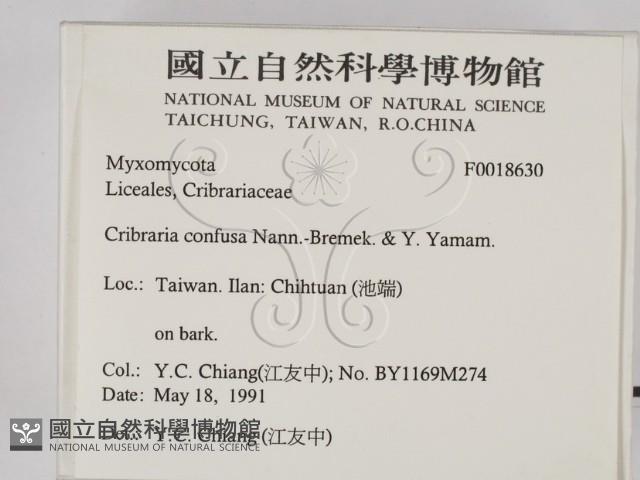 國立自然科學博物館
NATIONAL MUSEUM OF NATURAL SCIENCE
TAICHUNG, TAIWAN, R.O.CHINA
Myxomycota F0018630
Liceales, Cribrariaceae
Cribraria confusa Nann.-Bremek. & Y. Yamam.
Loc.: Taiwan. Ilan: Chihtuan (池端)
on bark.
Col.: Y.C. Chiang(江友中); No. BY1169M274
Date: May 18, 1991
Det.: Y.C. Chiang (江友中)
國立自然科學博物館
NATIONAL MUSEUM OF NATURAL SCIENCE